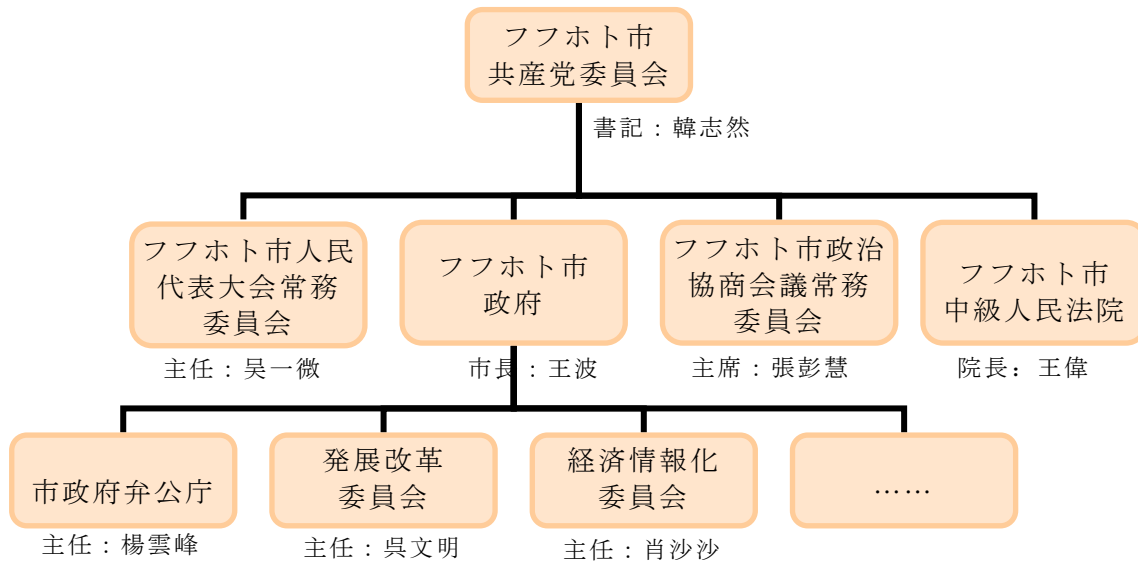 フフホト市
共産党委員会
書記：韓志然
フフホト市人民
代表大会常務
委員会
主任：吴一微
フフホト市
政府
市長：王波
フフホト市政治
協商会議常務
委員会
主席：張彭慧
フフホト市
中級人民法院
院長：王偉
市政府弁公庁
主任：楊雲峰
発展改革
委員会
主任：呉文明
経済情報化
委員会
主任：肖沙沙
……